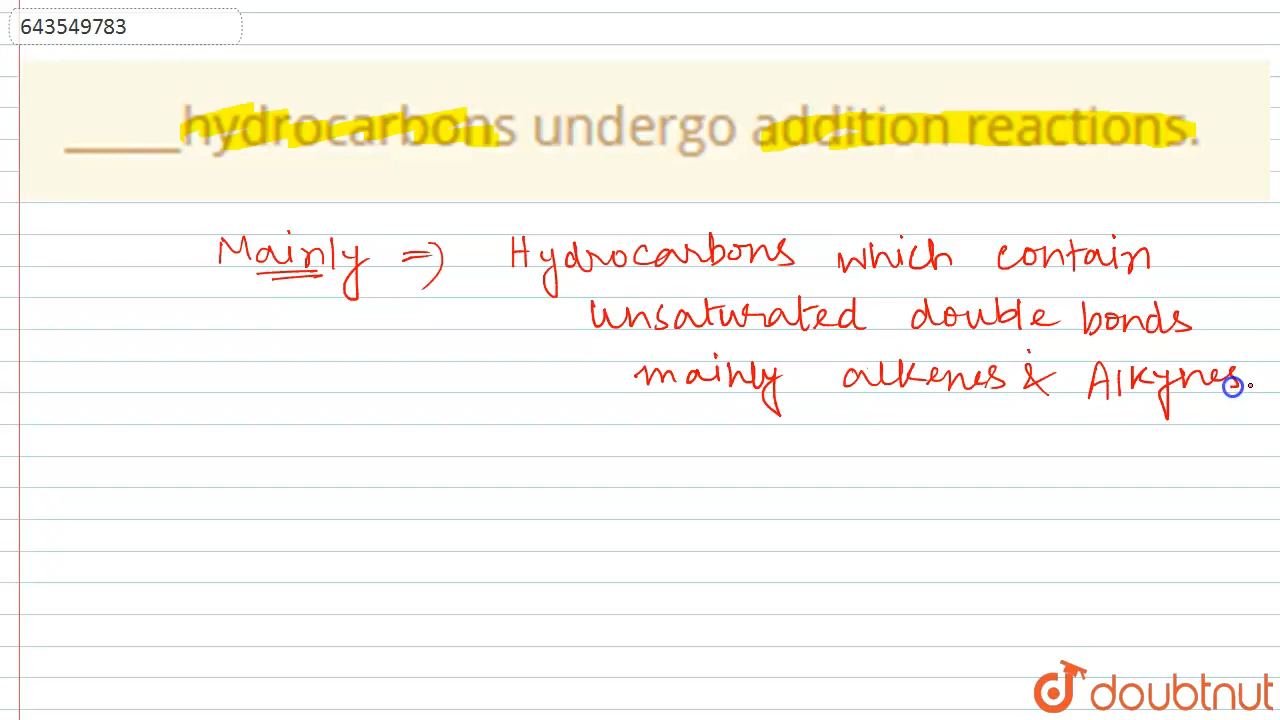 643549783
_____hydrocarbons undergo addition reactions.
Mainly => Hydrocarbons which contain
unsaturated double bonds
mainly alkenes & Alkynes.
doubtnut